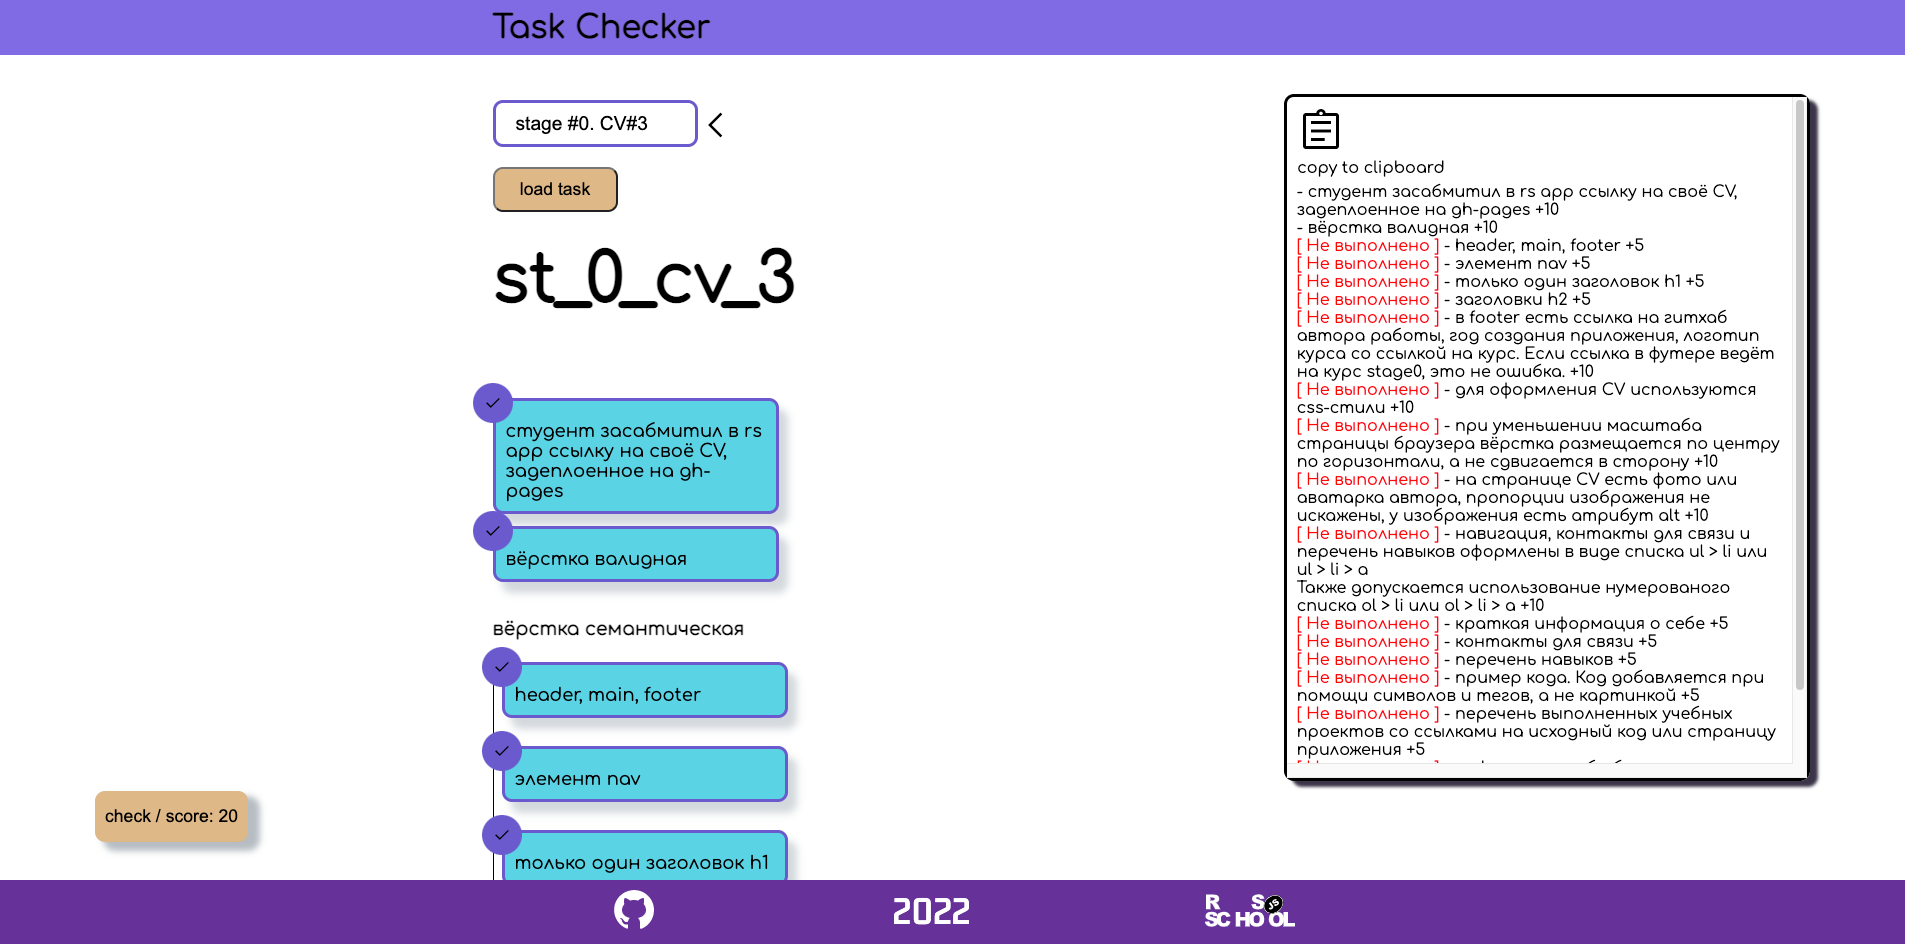 Task Checker
stage #0. CV#3
load task
st_0_cv_3
студент засабмитил в rs
app ссылку на своё CV,
задеплоенное на gh-
pages
вёрстка валидная
вёрстка семантическая
header, main, footer
элемент nav
только один заголовок h1
check / score: 20
copy to clipboard
- студент засабмитил в rs app ссылку на своё CV,
задеплоенное на gh-pages +10
- вёрстка валидная +10
[ Не выполнено ] - header, main, footer +5
[ Не выполнено ] - элемент nav +5
[ Не выполнено ] - только один заголовок h1 +5
[ Не выполнено ] - заголовки h2 +5
[ Не выполнено ] - в footer есть ссылка на гитхаб
автора работы, год создания приложения, логотип
курса со ссылкой на курс. Если ссылка в футере ведёт
на курс stage0, это не ошибка. +10
[ Не выполнено ] - для оформления CV используются
css-стили +10
[ Не выполнено ] - при уменьшении масштаба
страницы браузера вёрстка размещается по центру
по горизонтали, а не сдвигается в сторону +10
[ Не выполнено ] - на странице CV есть фото или
аватарка автора, пропорции изображения не
искажены, у изображения есть атрибут alt +10
[ Не выполнено ] - навигация, контакты для связи и
перечень навыков оформлены в виде списка ul > li или
ul > li > a
Также допускается использование нумерованого
списка ol > li или ol > li > a +10
[ Не выполнено ] - краткая информация о себе +5
[ Не выполнено ] - контакты для связи +5
[ Не выполнено ] - перечень навыков +5
[ Не выполнено ] - пример кода. Код добавляется при
помощи символов и тегов, а не картинкой +5
[ Не выполнено ] - перечень выполненных учебных
проектов со ссылками на исходный код или страницу
приложения +5
2022
RS JS
SCHOOL